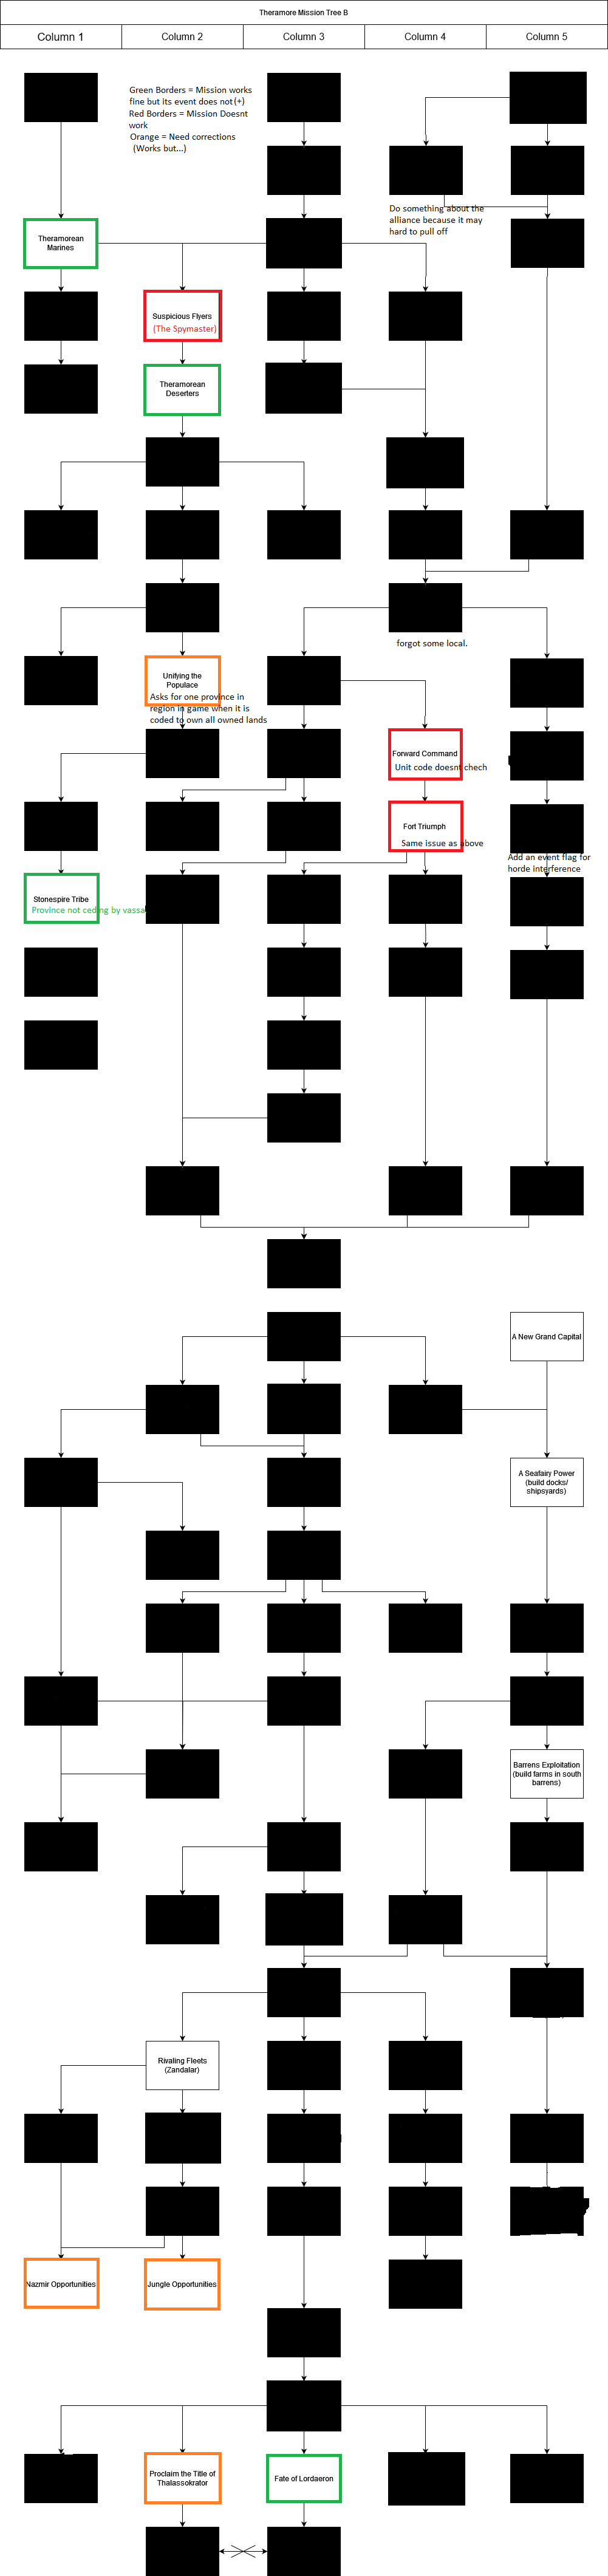 Theramore Mission Tree B
Column 1
Column 2
Column 3
Column 4
Column 5
Green Borders = Mission works
fine but its event does not (+)
Red Borders = Mission Doesnt
work
Orange = Need corrections
(Works but...)
Do something about the
alliance because it may
hard to pull off
Theramorean
Marines
Suspicious Flyers
(The Spymaster)
Theramorean
Deserters
forgot some local.
Unifying the
Populace
Asks for one province in
region in game when it is
coded to own all owned lands
Forward Command
Unit code doesnt chech
Fort Triumph
Same issue as above
Add an event flag for
horde interference
Stonespire Tribe
Province not ceding by vassa
A New Grand Capital
A Seafairy Power
(build docks/
shipsyards)
Barrens Exploitation
(build farms in south
barrens)
Rivaling Fleets
(Zandalar)
Nazmir Opportunities
Jungle Opportunities
Proclaim the Title of
Thalassokrator
Fate of Lordaeron